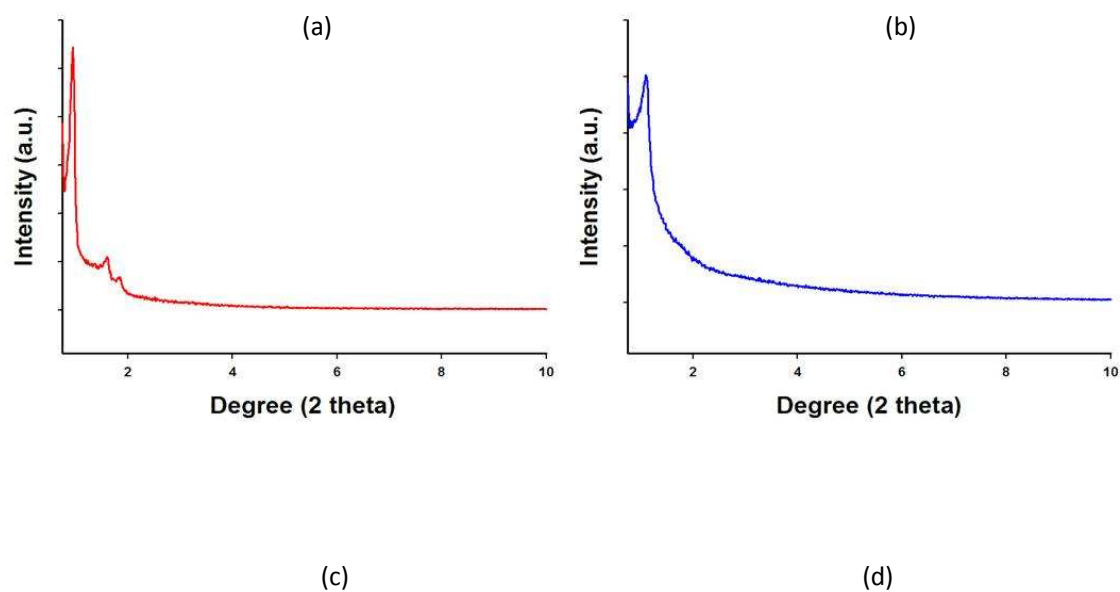 (a)
Intensity (a.u.)
2 4 6 8 10
Degree (2 theta)
(b)
Intensity (a.u.)
2 4 6 8 10
Degree (2 theta)
(c)
(d)